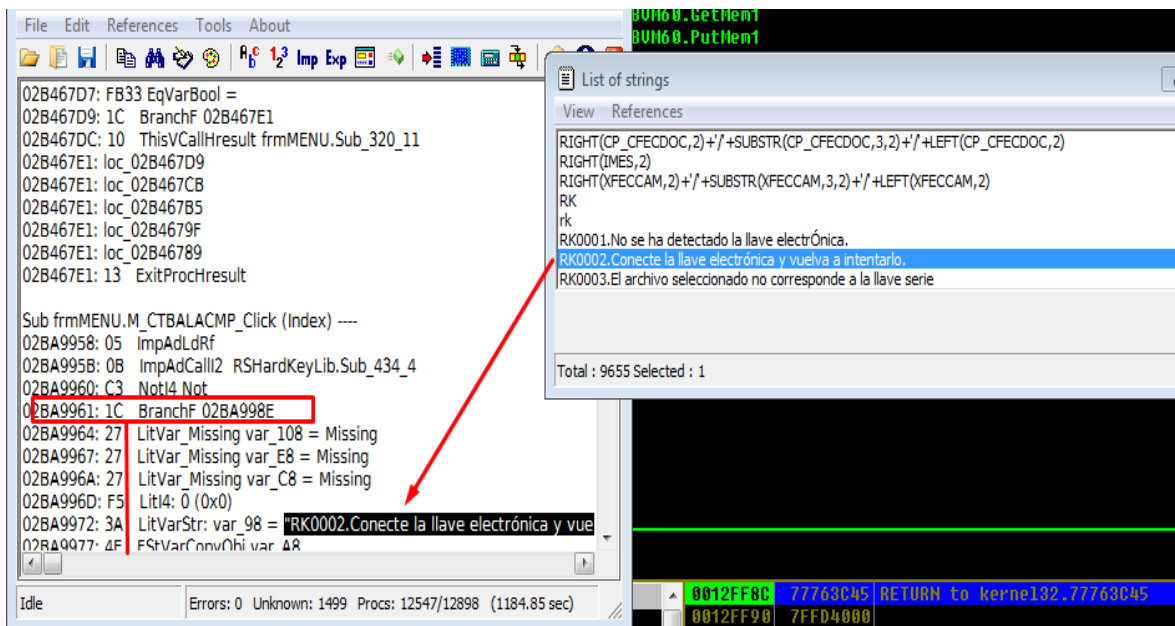 File Edit References Tools About
Imp Exp
02B467D7: FB33 EqVarBool =
02B467D9: 1C BranchF 02B467E1
02B467DC: 10 ThisVCallHresult frmMENU.Sub_320_11
02B467E1: loc_02B467D9
02B467E1: loc_02B467CB
02B467E1: loc_02B467B5
02B467E1: loc_02B4679F
02B467E1: loc_02B46789
02B467E1: 13 ExitProcHresult
Sub frmMENU.M_CTBALACMP_Click (Index) ----
02BA9958: 05 ImpAdLdRf
02BA995B: 0B ImpAdCallI2 RSHardKeyLib.Sub_434_4
02BA9960: C3 NotI4 Not
02BA9961: 1C BranchF 02BA998E
02BA9964: 27 LitVar_Missing var_108 = Missing
02BA9967: 27 LitVar_Missing var_E8 = Missing
02BA996A: 27 LitVar_Missing var_C8 = Missing
02BA996D: F5 LitI4: 0 (0x0)
02BA9972: 3A LitVarStr: var_98 = "RK0002.Conecte la llave electrónica y vue
02BA9977: 4E FStVarCopyObj var_A8
Idle
Errors: 0 Unknown: 1499 Procs: 12547/12898 (1184.85 sec)
BVM60.GetMem1
BVM60.PutMem1
List of strings
View References
RIGHT(CP_CFECDOC,2)+'/'+SUBSTR(CP_CFECDOC,3,2)+'/'+LEFT(CP_CFECDOC,2)
RIGHT(IMES,2)
RIGHT(XFECCAM,2)+'/'+SUBSTR(XFECCAM,3,2)+'/'+LEFT(XFECCAM,2)
RK
rk
RK0001.No se ha detectado la llave electrÓnica.
RK0002.Conecte la llave electrónica y vuelva a intentarlo.
RK0003.El archivo seleccionado no corresponde a la llave serie
Total : 9655 Selected : 1
0012FF8C 77763C45 RETURN to kernel32.77763C45
0012FF90 7FFD4000